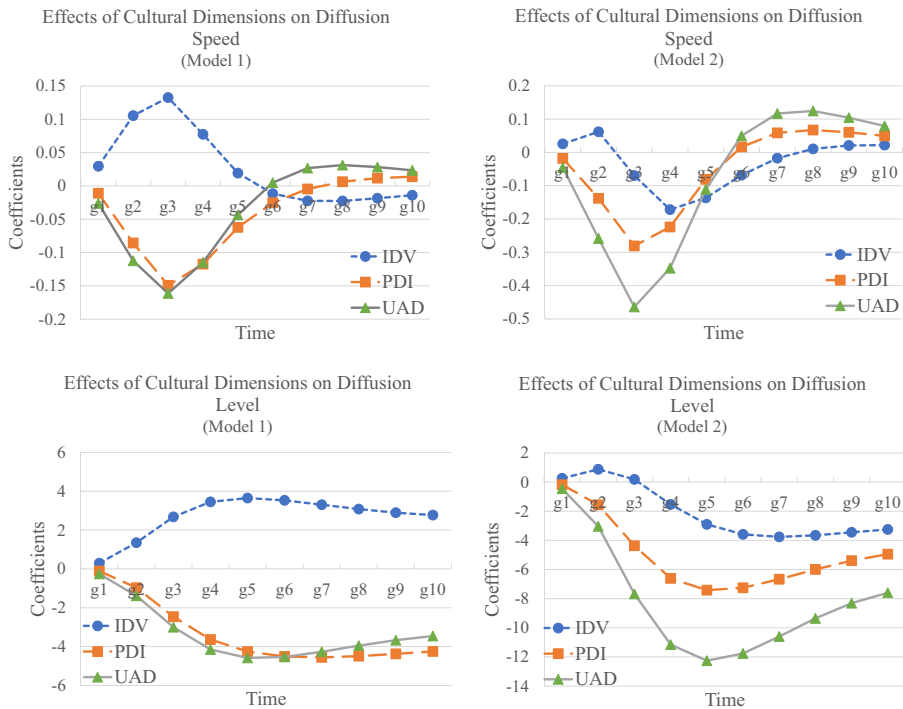 Effects of Cultural Dimensions on Diffusion
Speed
(Model 1)
0.15
0.1
0.05
0
-0.05
-0.1
-0.15
-0.2
Coefficients
g1 g2 g3 g4 g5 g6 g7 g8 g9 g10
IDV
PDI
UAD
Time
Effects of Cultural Dimensions on Diffusion
Speed
(Model 2)
0.2
0.1
0
-0.1
-0.2
-0.3
-0.4
-0.5
Coefficients
g1 g2 g3 g4 g5 g6 g7 g8 g9 g10
IDV
PDI
UAD
Time
Effects of Cultural Dimensions on Diffusion
Level
(Model 1)
6
4
2
0
-2
-4
-6
Coefficients
g1 g2 g3 g4 g5 g6 g7 g8 g9 g10
IDV
PDI
UAD
Time
Effects of Cultural Dimensions on Diffusion
Level
(Model 2)
2
0
-2
-4
-6
-8
-10
-12
-14
Coefficients
g1 g2 g3 g4 g5 g6 g7 g8 g9 g10
IDV
PDI
UAD
Time